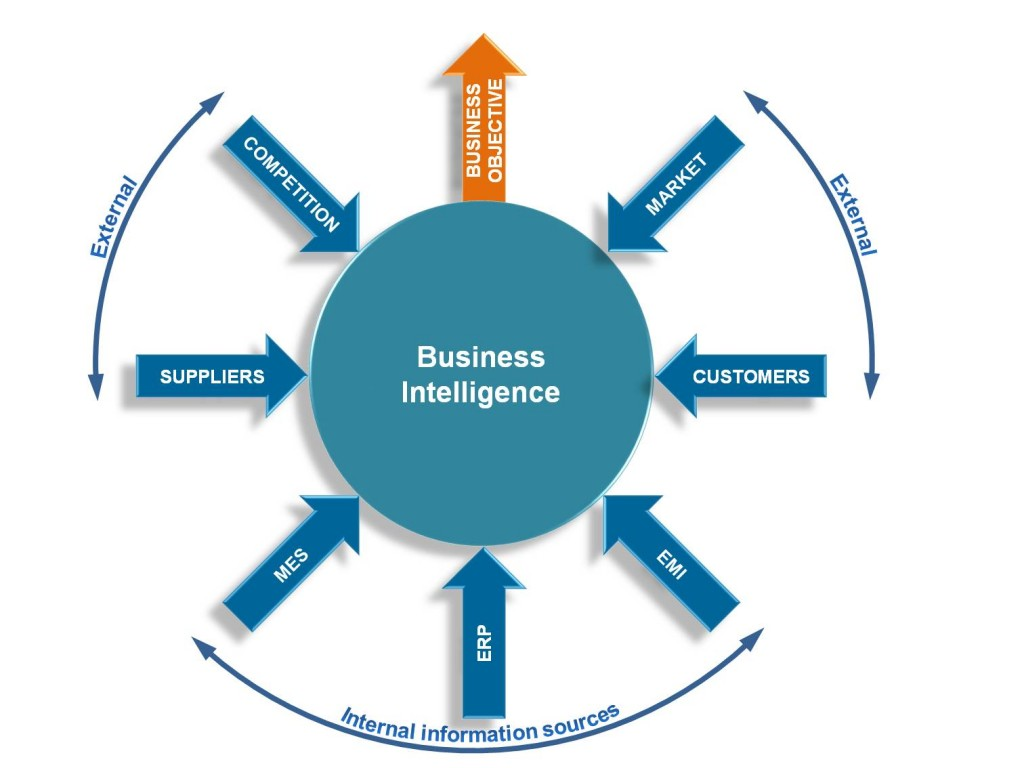 BUSINESS
OBJECTIVE
COMPETITION
MARKET
External
External
SUPPLIERS
Business
Intelligence
CUSTOMERS
MES
EMI
ERP
Internal information sources